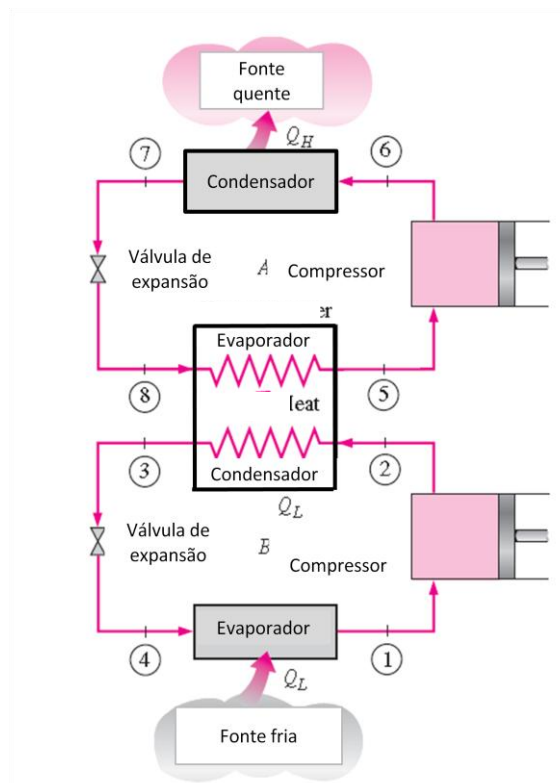 Fonte
quente
Q_H
7
6
Condensador
Válvula de
expansão
A
Compressor
er
Evaporador
8
5
leat
3
2
Condensador
Q_L
Válvula de
expansão
B
Compressor
Evaporador
4
1
Q_L
Fonte fria